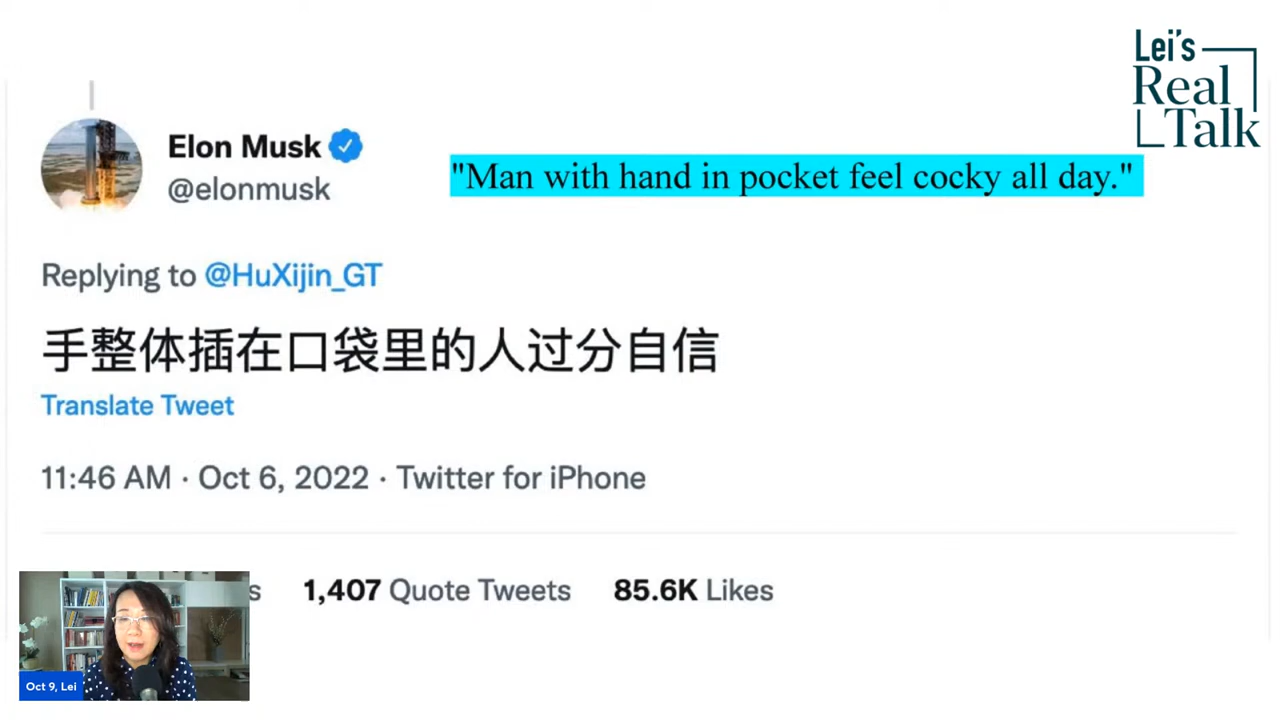 Lei's
Real
Talk
Elon Musk
@elonmusk
"Man with hand in pocket feel cocky all day."
Replying to @HuXijin_GT
手整体插在口袋里的人过分自信
Translate Tweet
11:46 AM · Oct 6, 2022 · Twitter for iPhone
s 1,407 Quote Tweets 85.6K Likes
Oct 9, Lei